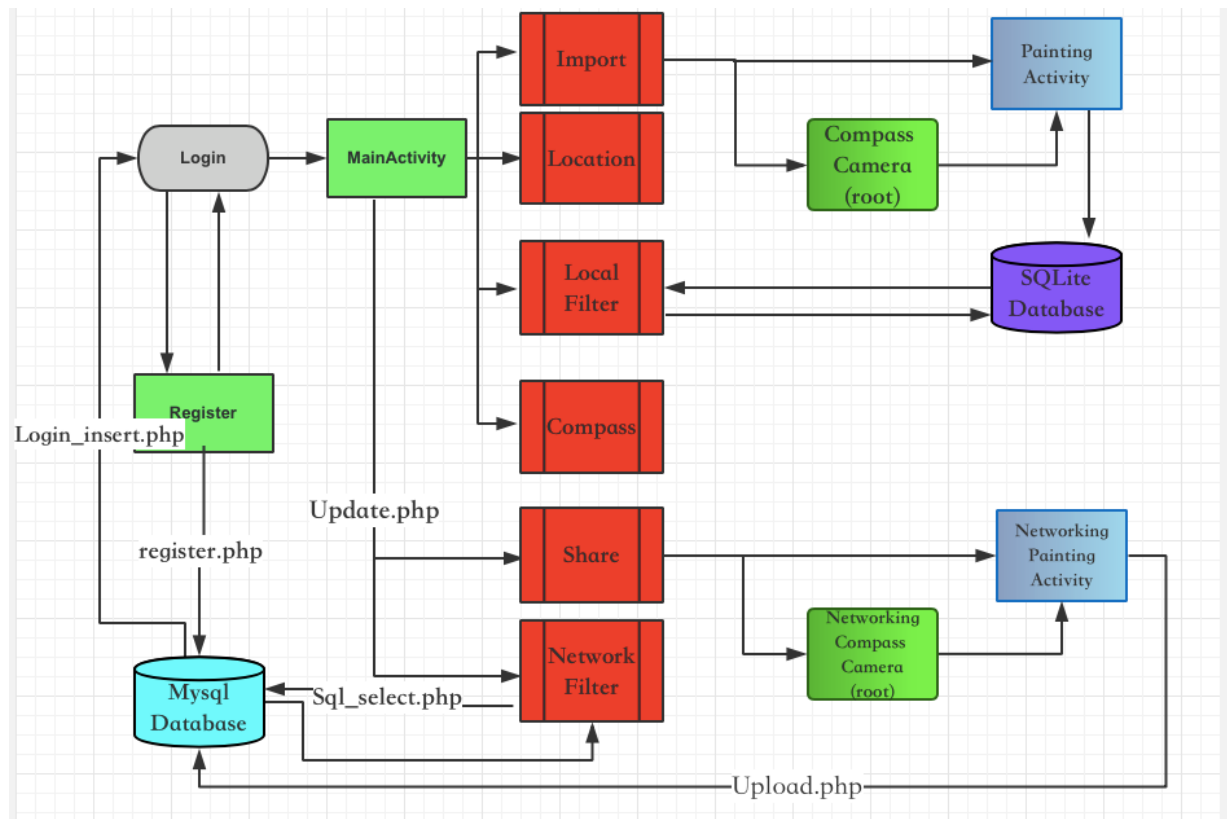 Import
Painting
Activity
Compass
Camera
(root)
Login
MainActivity
Location
Local
Filter
SQLite
Database
Register
Login_insert.php
Compass
Update.php
register.php
Share
Networking
Painting
Activity
Networking
Compass
Camera
(root)
Network
Filter
Mysql
Database
Sql_select.php
Upload.php